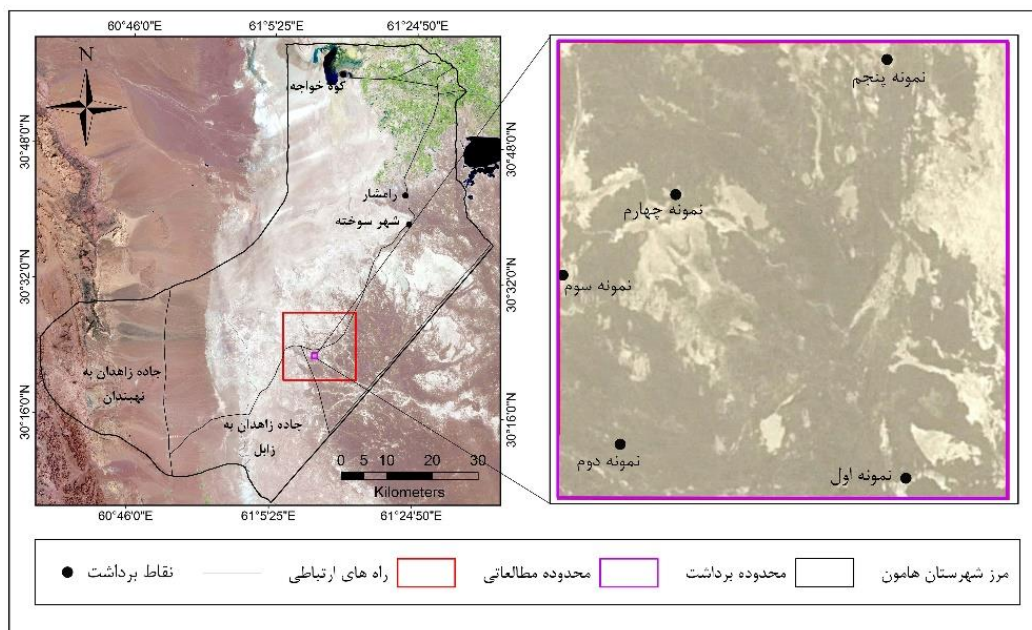 60°46'0"E
61°5'25"E
61°24'50"E
N
کوه خواجه
30°48'0"N
30°48'0"N
رامشار
شهر سوخته
30°32'0"N
30°32'0"N
جاده زاهدان به
نهبندان
30°16'0"N
30°16'0"N
جاده زاهدان به
زابل
0 5 10 20 30
Kilometers
60°46'0"E
61°5'25"E
61°24'50"E
نمونه پنجم
نمونه چهارم
نمونه سوم
نمونه دوم
نمونه اول
مرز شهرستان هامون
محدوده برداشت
محدوده مطالعاتی
راه های ارتباطی
نقاط برداشت